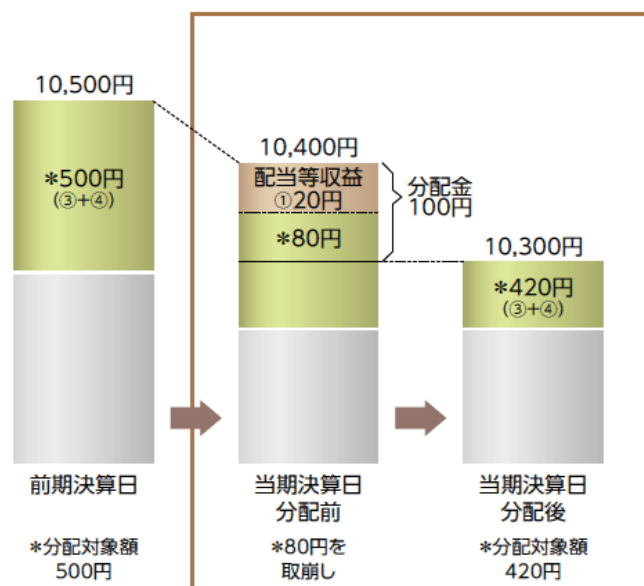 10,500円
*500円
(③+④)
10,400円
配当等収益
①20円
*80円
分配金
100円
10,300円
*420円
(③+④)
前期決算日
当期決算日
分配前
当期決算日
分配後
*分配対象額
500円
*80円を
取崩し
*分配対象額
420円